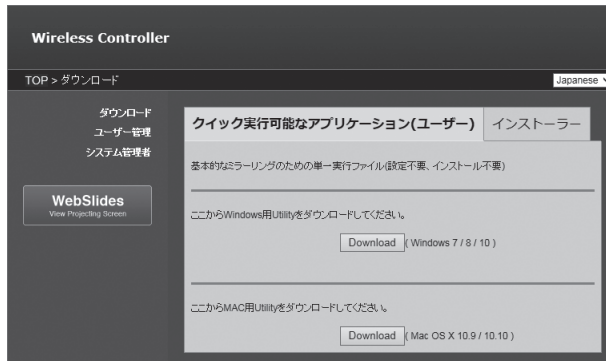 Wireless Controller
TOP > ダウンロード
Japanese
ダウンロード
ユーザー管理
システム管理者
WebSlides
View Projecting Screen
クイック実行可能なアプリケーション(ユーザー)
インストーラー
基本的なミラーリングのための単一実行ファイル(設定不要、インストール不要)
ここからWindows用Utilityをダウンロードしてください。
Download ( Windows 7 / 8 / 10 )
ここからMAC用Utilityをダウンロードしてください。
Download ( Mac OS X 10.9 / 10.10 )